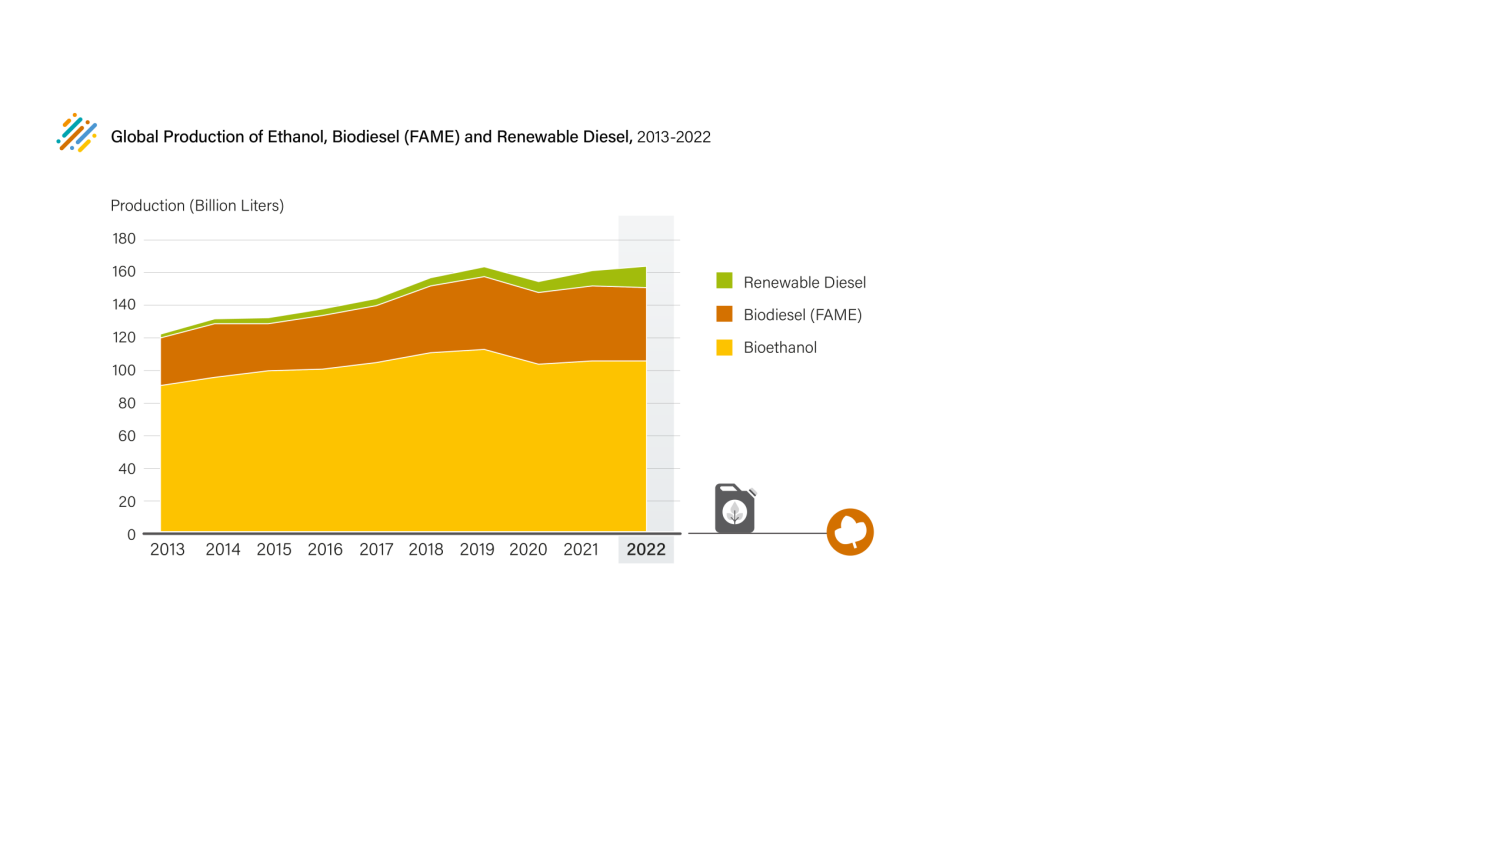 Global Production of Ethanol, Biodiesel (FAME) and Renewable Diesel, 2013-2022
Production (Billion Liters)
180
160
140
120
100
80
60
40
20
0
2013 2014 2015 2016 2017 2018 2019 2020 2021 2022
Renewable Diesel
Biodiesel (FAME)
Bioethanol